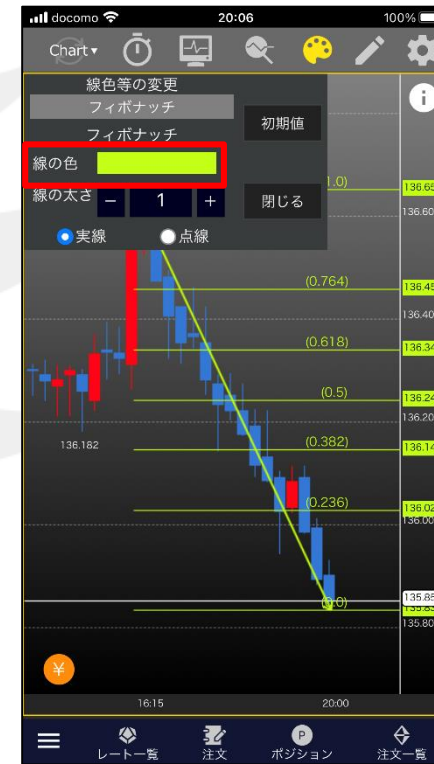 docomo 20:06 100%
Chart▾
線色等の変更
フィボナッチ
フィボナッチ
初期値
線の色
線の太さ − 1 +
閉じる
実線 点線
i
1.0)
136.65
136.60
(0.764)
136.45
136.40
(0.618)
136.34
(0.5)
136.24
136.20
136.182
(0.382)
136.14
(0.236)
136.02
136.00
(0.0)
135.85
135.83
135.80
¥
16:15 20:00
レート一覧 注文 P ポジション 注文一覧